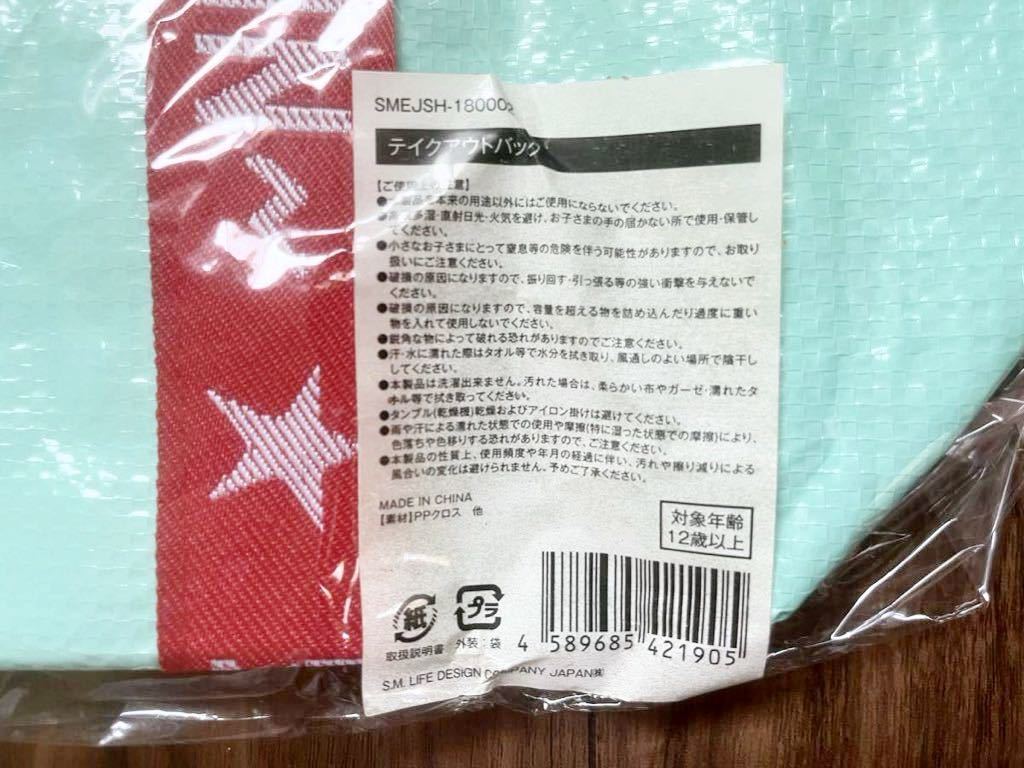 SMEJSH-18000
テイクアウトバッグ
【ご使用上の注意】
●本製品を本来の用途以外にはご使用にならないでください。
●高温多湿・直射日光・火気を避け、お子さまの手の届かない所で使用・保管し
てください。
●小さなお子さまにとって窒息等の危険を伴う可能性がありますので、お取り
扱いにご注意ください。
●破損の原因になりますので、振り回す・引っ張る等の強い衝撃を与えないで
ください。
●破損の原因になりますので、容量を超える物を詰め込んだり過度に重い
物を入れて使用しないでください。
●鋭角な物によって破れる恐れがありますのでご注意ください。
●汗・水に濡れた際はタオル等で水分を拭き取り、風通しのよい場所で陰干し
してください。
●本製品は洗濯出来ません。汚れた場合は、柔らかい布やガーゼ・濡れたタ
オル等で拭き取ってください。
●タンブル(乾燥機)乾燥およびアイロン掛けは避けてください。
●雨や汗による濡れた状態での使用や摩擦(特に湿った状態での摩擦)により、
色落ちや色移りする恐れがありますので、ご注意ください。
●本製品の性質上、使用頻度や年月の経過に伴い、汚れや擦り減りによる
風合いの変化は避けられません。予めご了承ください。
MADE IN CHINA
【素材】PPクロス 他
対象年齢
12歳以上
紙
プラ
取扱説明書
外装:袋
4 589685 421905
S.M. LIFE DESIGN COMPANY JAPAN㈱